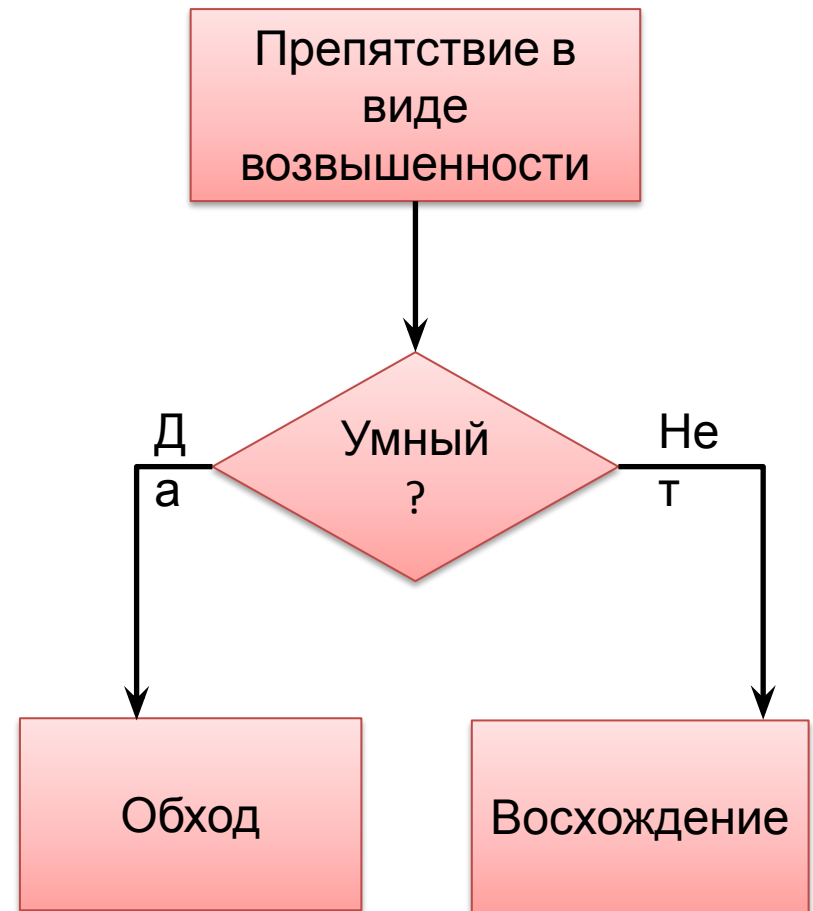 Препятствие в
виде
возвышенности
Д
а
Умный
?
Не
т
Обход
Восхождение